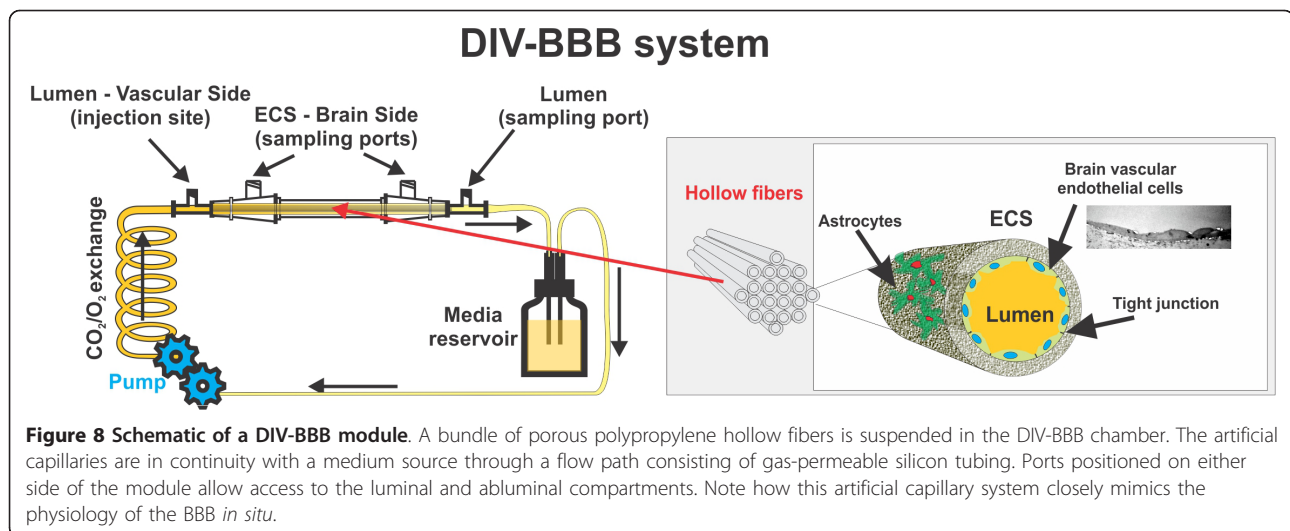 DIV-BBB system
Lumen - Vascular Side
(injection site)
ECS - Brain Side
(sampling ports)
Lumen
(sampling port)
CO2/O2 exchange
Pump
Media
reservoir
Hollow fibers
Astrocytes
ECS
Brain vascular
endothelial cells
Lumen
Tight junction
Figure 8 Schematic of a DIV-BBB module. A bundle of porous polypropylene hollow fibers is suspended in the DIV-BBB chamber. The artificial
capillaries are in continuity with a medium source through a flow path consisting of gas-permeable silicon tubing. Ports positioned on either
side of the module allow access to the luminal and abluminal compartments. Note how this artificial capillary system closely mimics the
physiology of the BBB in situ.